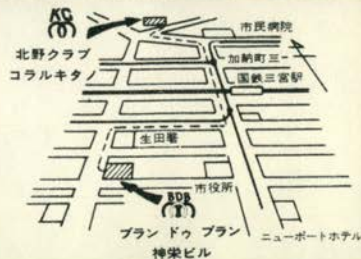 KC
北野クラブ
コラルキタノ
市民病院
加納町三
国鉄三宮駅
生田署
市役所
BDB
ブラン ドゥ ブラン
神栄ビル
ニューポートホテル